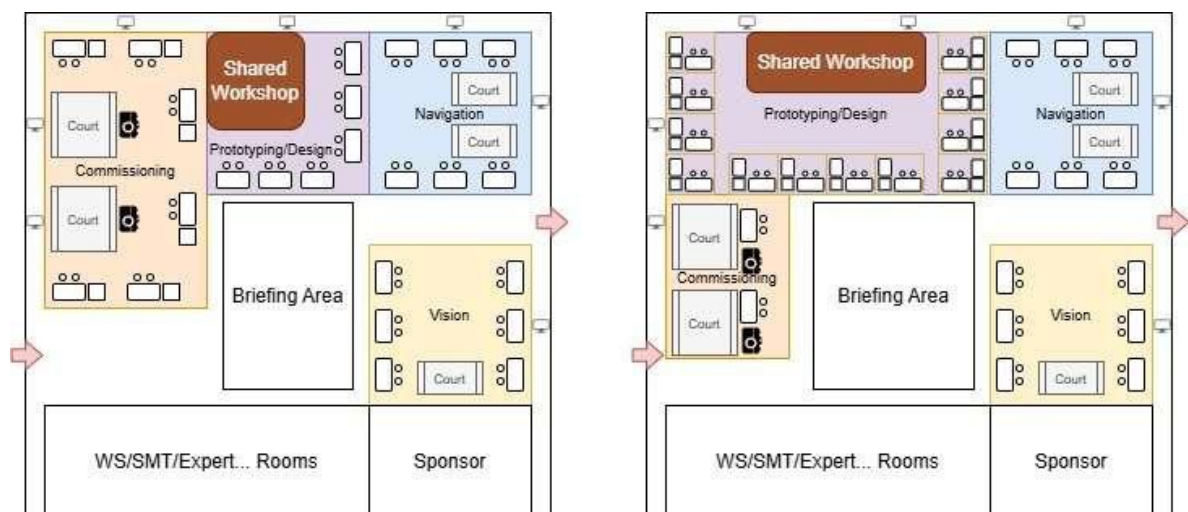 Shared
Workshop
Court
Navigation
Court
Court
Prototyping/Design
Commissioning
Court
Briefing Area
Vision
Court
WS/SMT/Expert... Rooms
Sponsor
Shared Workshop
Prototyping/Design
Court
Navigation
Court
Court
Commissioning
Court
Briefing Area
Vision
Court
WS/SMT/Expert... Rooms
Sponsor